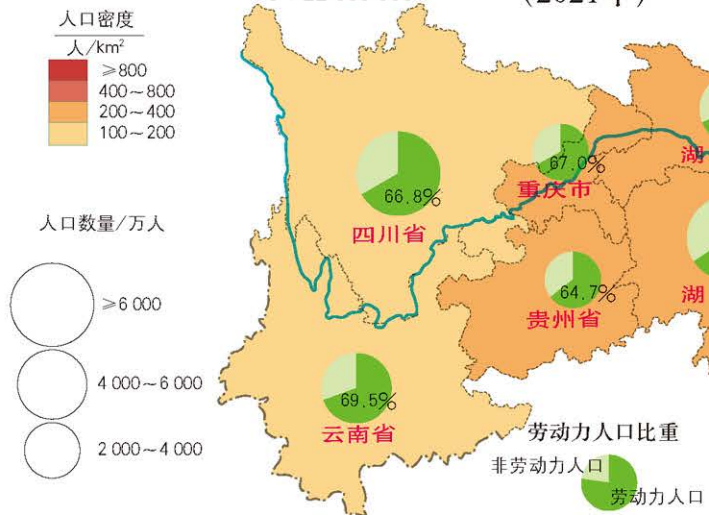 人口密度
人/km²
≥800
400~800
200~400
100~200
人口数量/万人
≥6 000
4 000~6 000
2 000~4 000
66.8%
四川省
67.0%
重庆市
湖
64.7%
贵州省
湖
69.5%
云南省
劳动力人口比重
非劳动力人口
劳动力人口